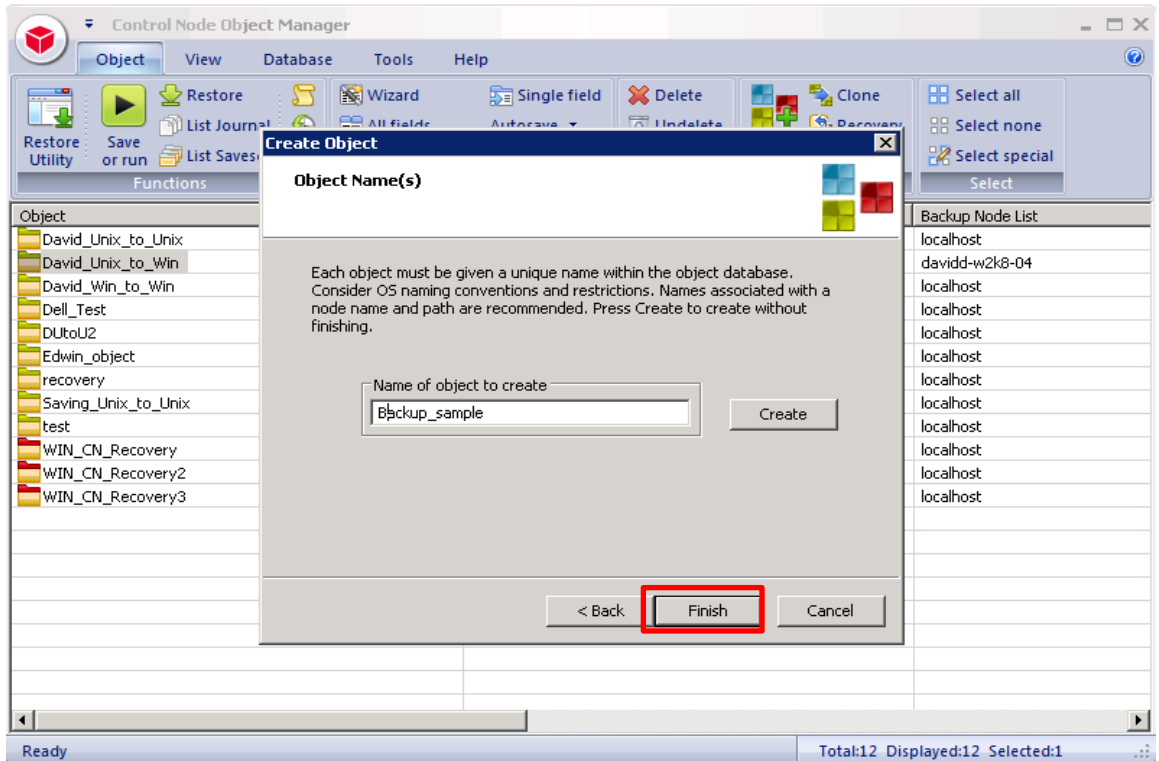 Control Node Object Manager
Object View Database Tools Help
Restore Wizard Single field Delete Clone Select all
List Journal All fields Autosave Undelete Recovery Select none
Restore Utility Save or run List Saves Select special
Functions Select
Create Object
Object Name(s)
Each object must be given a unique name within the object database.
Consider OS naming conventions and restrictions. Names associated with a
node name and path are recommended. Press Create to create without
finishing.
Name of object to create
Backup_sample
Create
< Back Finish Cancel
Object Backup Node List
David_Unix_to_Unix localhost
David_Unix_to_Win davidd-w2k8-04
David_Win_to_Win localhost
Dell_Test localhost
DUtoU2 localhost
Edwin_object localhost
recovery localhost
Saving_Unix_to_Unix localhost
test localhost
WIN_CN_Recovery localhost
WIN_CN_Recovery2 localhost
WIN_CN_Recovery3 localhost
Ready Total:12 Displayed:12 Selected:1